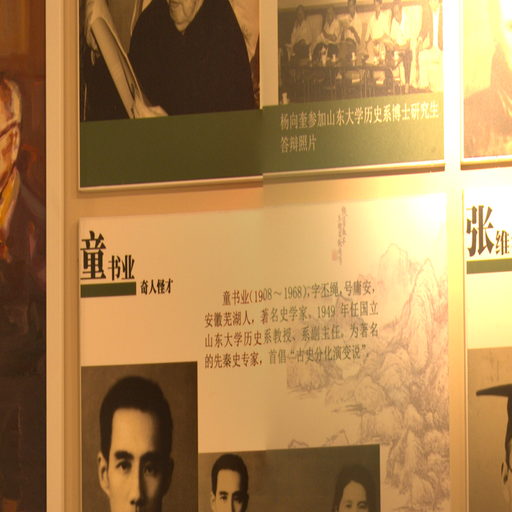 杨向奎参加山东大学历史系博士研究生
答辩照片
童书业
奇人怪才
童书业(1908～1968),字丕绳,号庸安,
安徽芜湖人，著名史学家。1949 年任国立
山东大学历史系教授、系副主任。为著名
的先秦史专家，首倡“古史分化演变说”。
张维